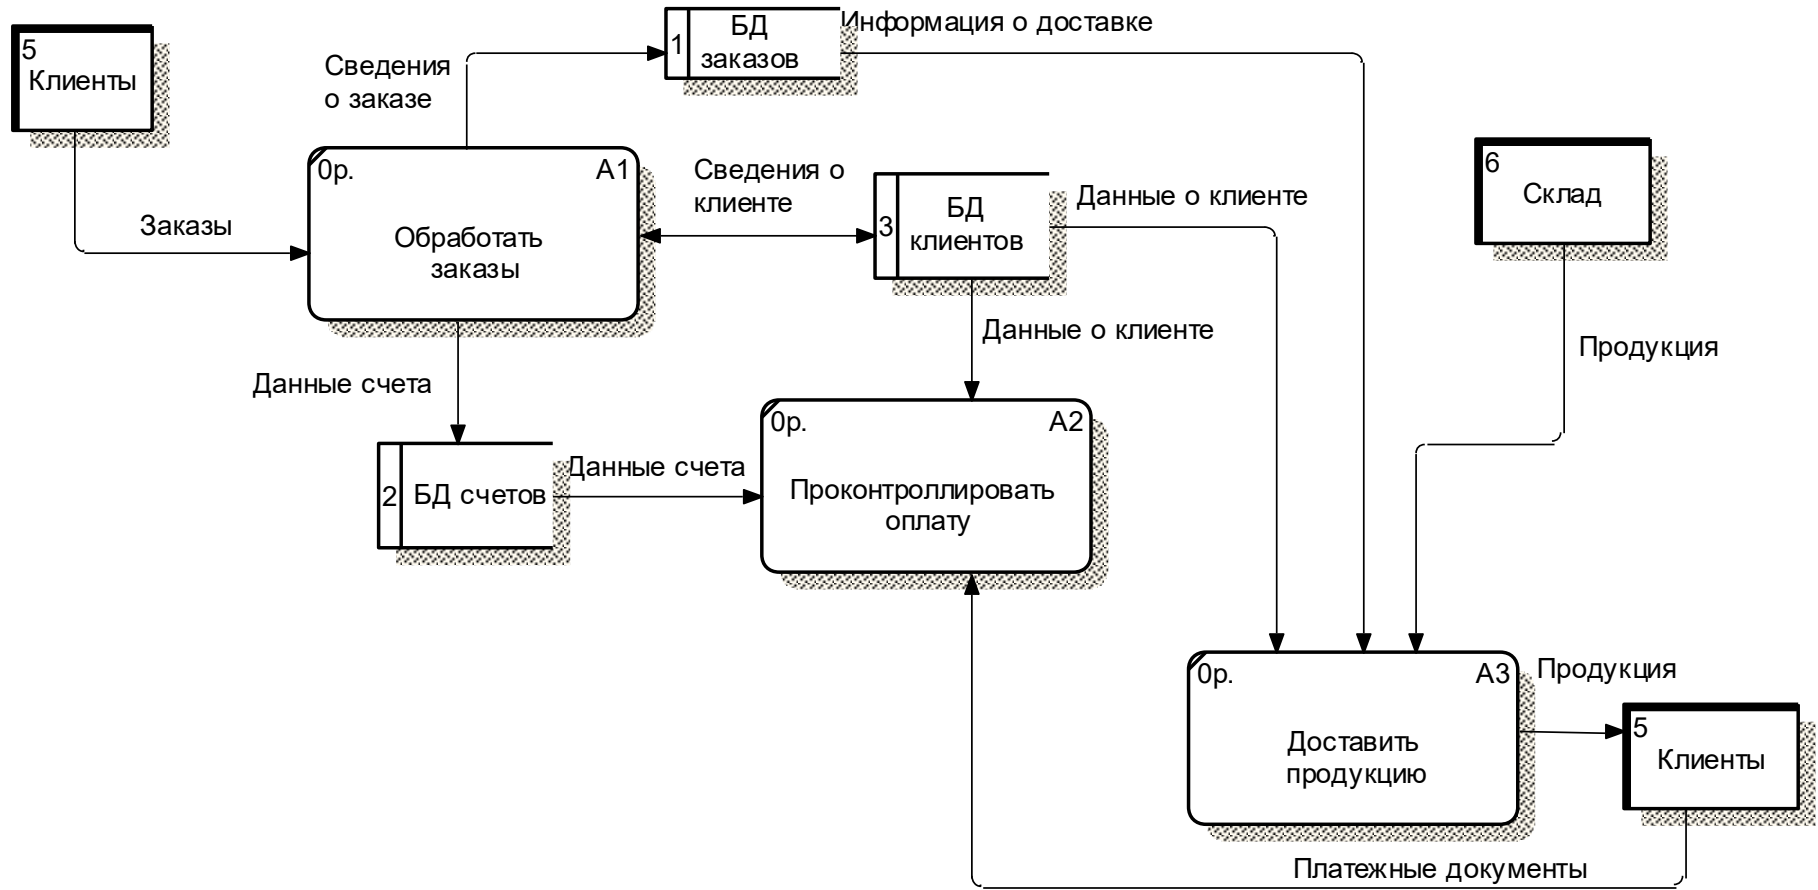 5
Клиенты
Сведения
о заказе
1
БД
заказов
Информация о доставке
Заказы
0р.
A1
Обработать
заказы
Сведения о
клиенте
3
БД
клиентов
Данные о клиенте
6
Склад
Данные о клиенте
Продукция
Данные счета
2
БД счетов
Данные счета
0р.
A2
Проконтроллировать
оплату
0р.
A3
Доставить
продукцию
Продукция
5
Клиенты
Платежные документы